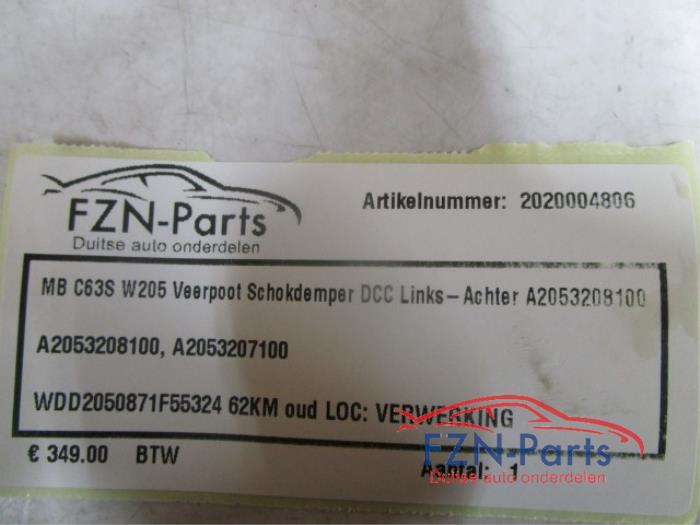 FZN-Parts
Duitse auto onderdelen
Artikelnummer: 2020004806
MB C63S W205 Veerpoot Schokdemper DCC Links-Achter A2053208100
A2053208100, A2053207100
WDD2050871F55324 62KM oud LOC: VERWERKING
€ 349.00 BTW
Aantal: 1
FZN-Parts
Duitse auto onderdelen